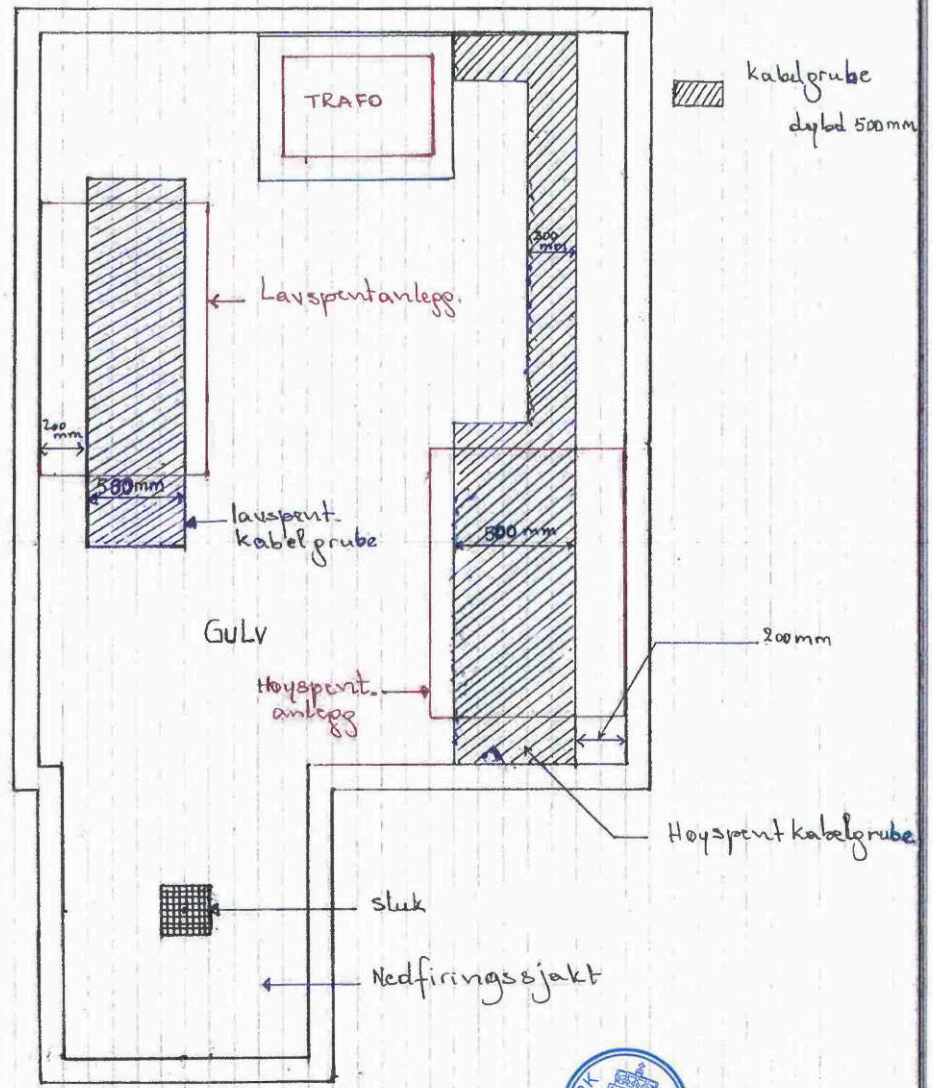 kabelgrube
dybd 500mm
TRAFO
Lavspentanlegg.
300
mm
200
mm
500mm
lavspent-
kabelgrube
500 mm
GULV
200mm
Høyspent-
anlegg
Høyspent kabelgrube
sluk
Nedfiringssjakt